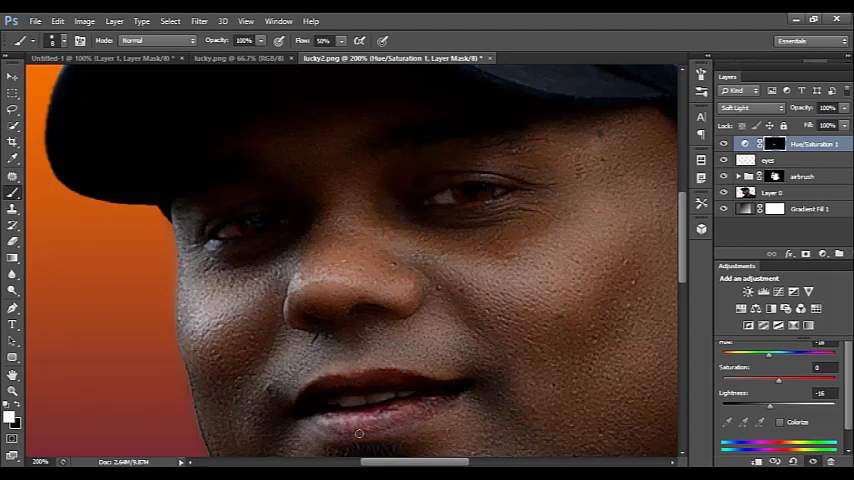 Ps File Edit Image Layer Type Select Filter 3D View Window Help
8 Mode: Normal Opacity: 100% Flow: 50% Essentials
Untitled-1 @ 100% (Layer 1, Layer Mask/8) * × lucky.png @ 66.7% (RGB/8) × lucky2.png @ 200% (Hue/Saturation 1, Layer Mask/8) * ×
Layers
Kind
Soft Light Opacity: 100%
Lock: Fill: 100%
Hue/Saturation 1
eyes
airbrush
Layer 0
Gradient Fill 1
fx
Adjustments
Add an adjustment
Hue: -18
Saturation: 0
Lightness: -16
Colorize
200% Doc: 2.64M/9.87M